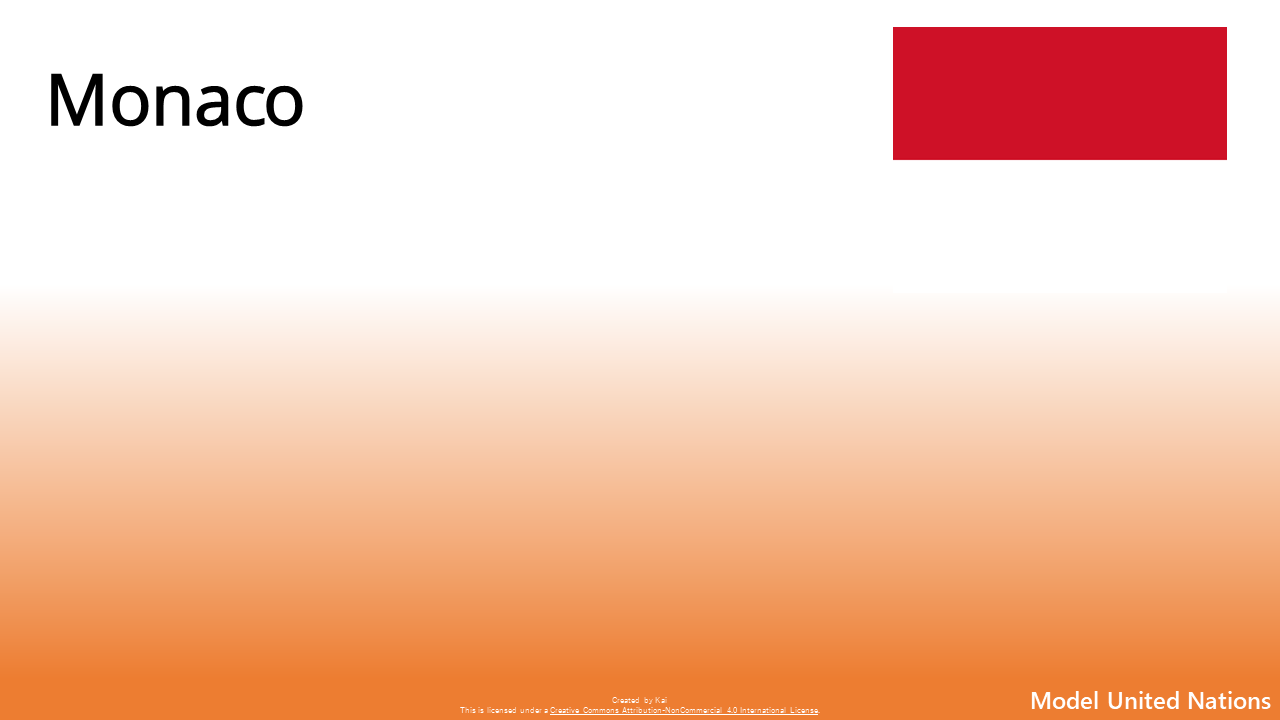 Monaco
Created by Kai
This is licensed under a Creative Commons Attribution-NonCommercial 4.0 International License.
Model United Nations